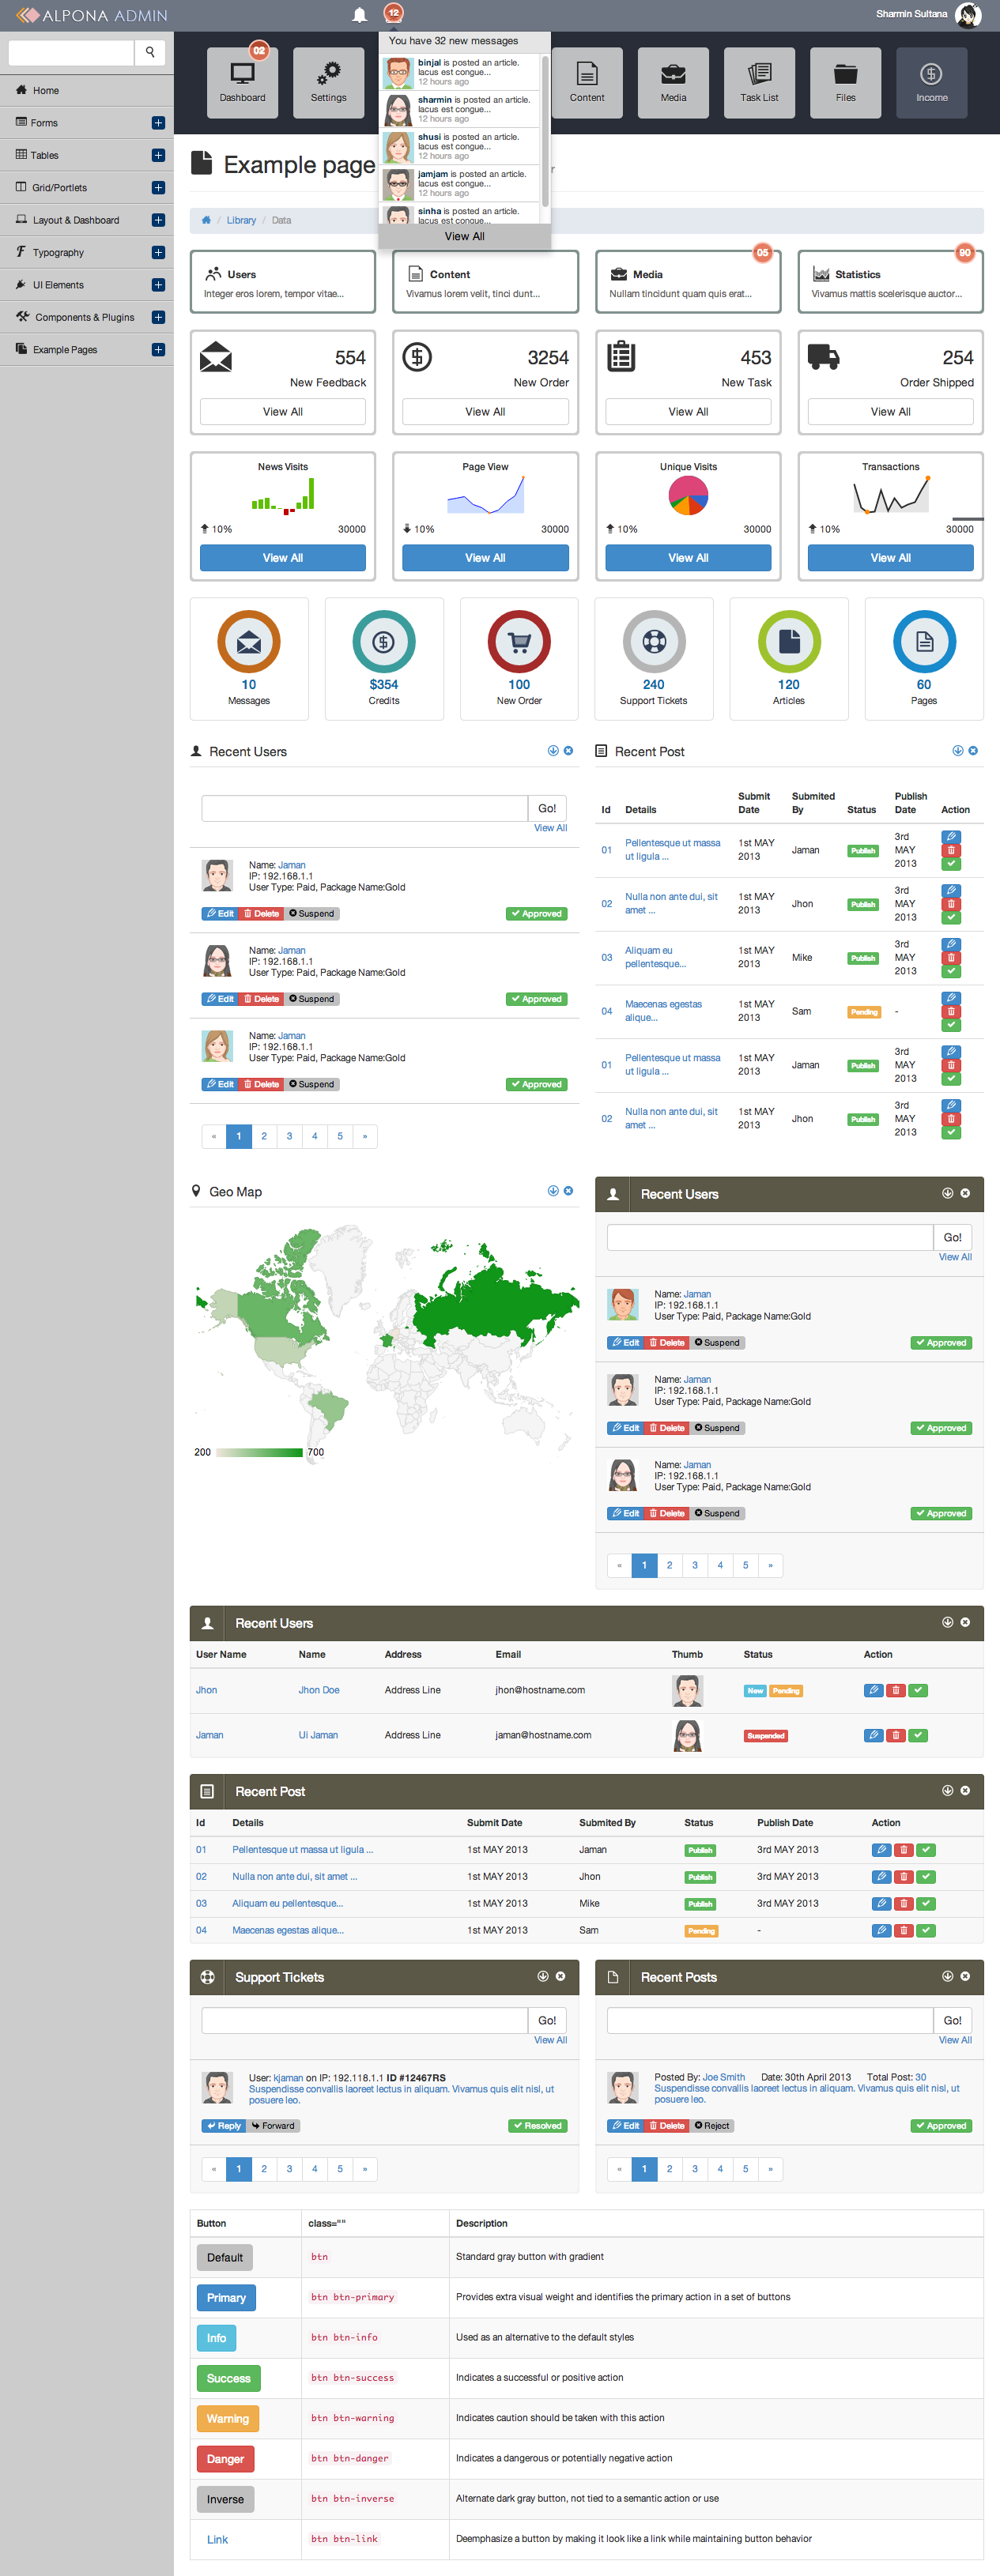 ALPONA ADMIN
12
Sharmin Sultana
You have 32 new messages
binjal is posted an article.
lacus est congue...
12 hours ago
sharmin is posted an article.
lacus est congue...
12 hours ago
shusi is posted an article.
lacus est congue...
12 hours ago
jamjam is posted an article.
lacus est congue...
12 hours ago
sinha is posted an article.
lacus est congue...
View All
Home
Forms
Tables
Grid/Portlets
Layout & Dashboard
Typography
UI Elements
Components & Plugins
Example Pages
02
Dashboard
Settings
Content
Media
Task List
Files
Income
Example page
Library / Data
Users
Integer eros lorem, tempor vitae...
Content
Vivamus lorem velit, tinci dunt...
05
Media
Nullam tincidunt quam quis erat...
90
Statistics
Vivamus mattis scelerisque auctor...
554
New Feedback
View All
3254
New Order
View All
453
New Task
View All
254
Order Shipped
View All
News Visits
10% 30000
View All
Page View
10% 30000
View All
Unique Visits
10% 30000
View All
Transactions
10% 30000
View All
10
Messages
$354
Credits
100
New Order
240
Support Tickets
120
Articles
60
Pages
Recent Users
Go!
View All
Name: Jaman
IP: 192.168.1.1
User Type: Paid, Package Name:Gold
Edit Delete Suspend Approved
Name: Jaman
IP: 192.168.1.1
User Type: Paid, Package Name:Gold
Edit Delete Suspend Approved
Name: Jaman
IP: 192.168.1.1
User Type: Paid, Package Name:Gold
Edit Delete Suspend Approved
« 1 2 3 4 5 »
Recent Post
Id Details Submit Date Submited By Status Publish Date Action
01 Pellentesque ut massa ut ligula ... 1st MAY 2013 Jaman Publish 3rd MAY 2013
02 Nulla non ante dui, sit amet ... 1st MAY 2013 Jhon Publish 3rd MAY 2013
03 Aliquam eu pellentesque... 1st MAY 2013 Mike Publish 3rd MAY 2013
04 Maecenas egestas alique... 1st MAY 2013 Sam Pending -
01 Pellentesque ut massa ut ligula ... 1st MAY 2013 Jaman Publish 3rd MAY 2013
02 Nulla non ante dui, sit amet ... 1st MAY 2013 Jhon Publish 3rd MAY 2013
Geo Map
200 700
Recent Users
Go!
View All
Name: Jaman
IP: 192.168.1.1
User Type: Paid, Package Name:Gold
Edit Delete Suspend Approved
Name: Jaman
IP: 192.168.1.1
User Type: Paid, Package Name:Gold
Edit Delete Suspend Approved
Name: Jaman
IP: 192.168.1.1
User Type: Paid, Package Name:Gold
Edit Delete Suspend Approved
« 1 2 3 4 5 »
Recent Users
User Name Name Address Email Thumb Status Action
Jhon Jhon Doe Address Line jhon@hostname.com New Pending
Jaman Ui Jaman Address Line jaman@hostname.com Suspended
Recent Post
Id Details Submit Date Submited By Status Publish Date Action
01 Pellentesque ut massa ut ligula ... 1st MAY 2013 Jaman Publish 3rd MAY 2013
02 Nulla non ante dui, sit amet ... 1st MAY 2013 Jhon Publish 3rd MAY 2013
03 Aliquam eu pellentesque... 1st MAY 2013 Mike Publish 3rd MAY 2013
04 Maecenas egestas alique... 1st MAY 2013 Sam Pending -
Support Tickets
Go!
View All
User: kjaman on IP: 192.118.1.1 ID #12467RS
Suspendisse convallis laoreet lectus in aliquam. Vivamus quis elit nisl, ut
posuere leo.
Reply Forward Resolved
« 1 2 3 4 5 »
Recent Posts
Go!
View All
Posted By: Joe Smith Date: 30th April 2013 Total Post: 30
Suspendisse convallis laoreet lectus in aliquam. Vivamus quis elit nisl, ut
posuere leo.
Edit Delete Reject Approved
« 1 2 3 4 5 »
Button class="" Description
Default btn Standard gray button with gradient
Primary btn btn-primary Provides extra visual weight and identifies the primary action in a set of buttons
Info btn btn-info Used as an alternative to the default styles
Success btn btn-success Indicates a successful or positive action
Warning btn btn-warning Indicates caution should be taken with this action
Danger btn btn-danger Indicates a dangerous or potentially negative action
Inverse btn btn-inverse Alternate dark gray button, not tied to a semantic action or use
Link btn btn-link Deemphasize a button by making it look like a link while maintaining button behavior